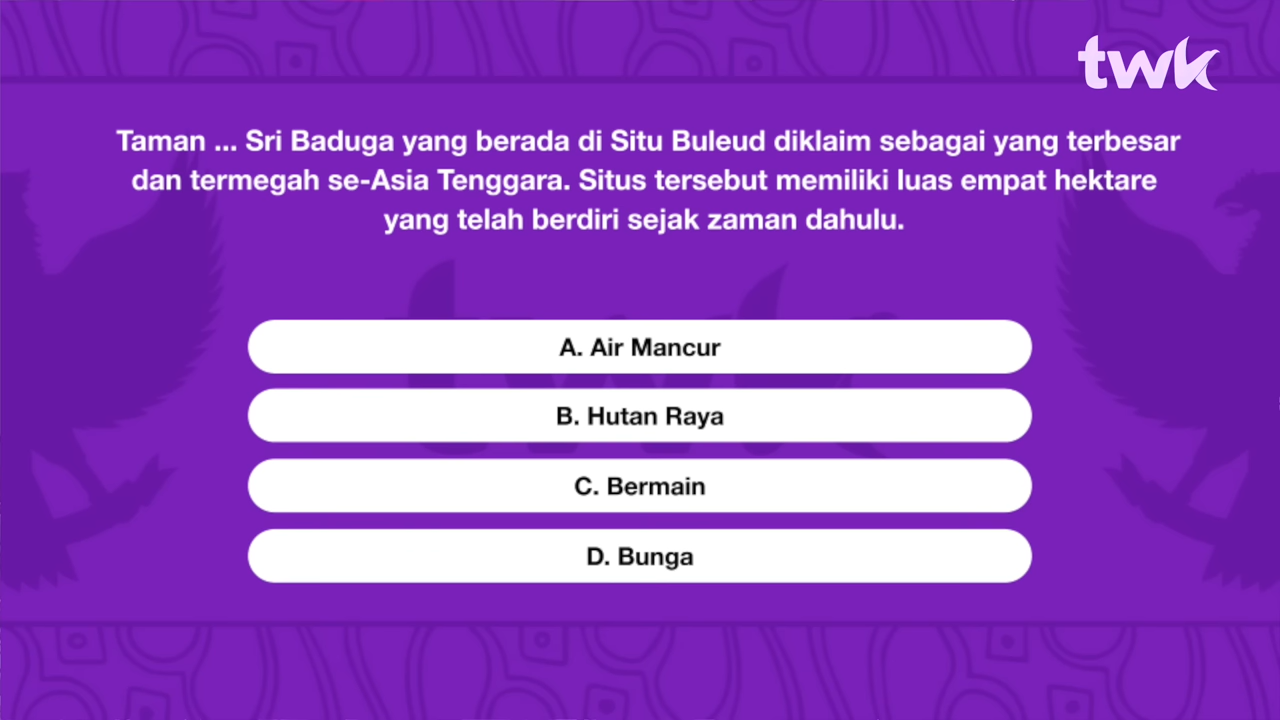 twk
Taman ... Sri Baduga yang berada di Situ Buleud diklaim sebagai yang terbesar
dan termegah se-Asia Tenggara. Situs tersebut memiliki luas empat hektare
yang telah berdiri sejak zaman dahulu.
A. Air Mancur
B. Hutan Raya
C. Bermain
D. Bunga